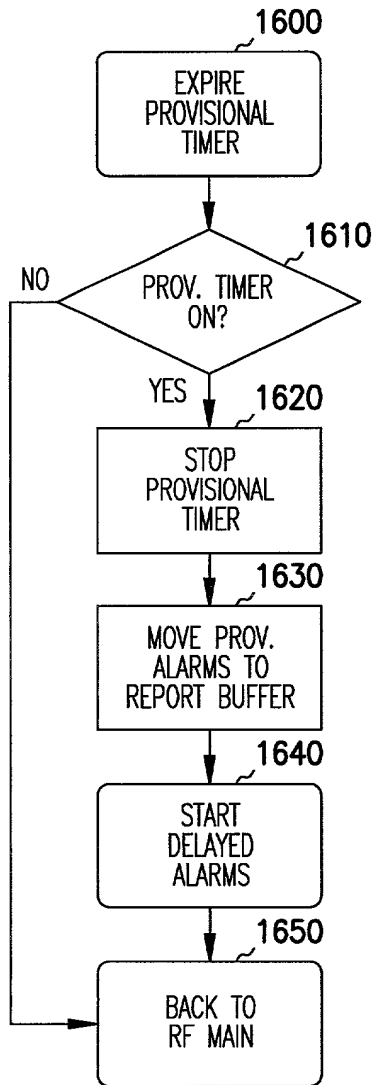 1600
EXPIRE
PROVISIONAL
TIMER
1610
NO
PROV. TIMER
ON?
YES
1620
STOP
PROVISIONAL
TIMER
1630
MOVE PROV.
ALARMS TO
REPORT BUFFER
1640
START
DELAYED
ALARMS
1650
BACK TO
RF MAIN